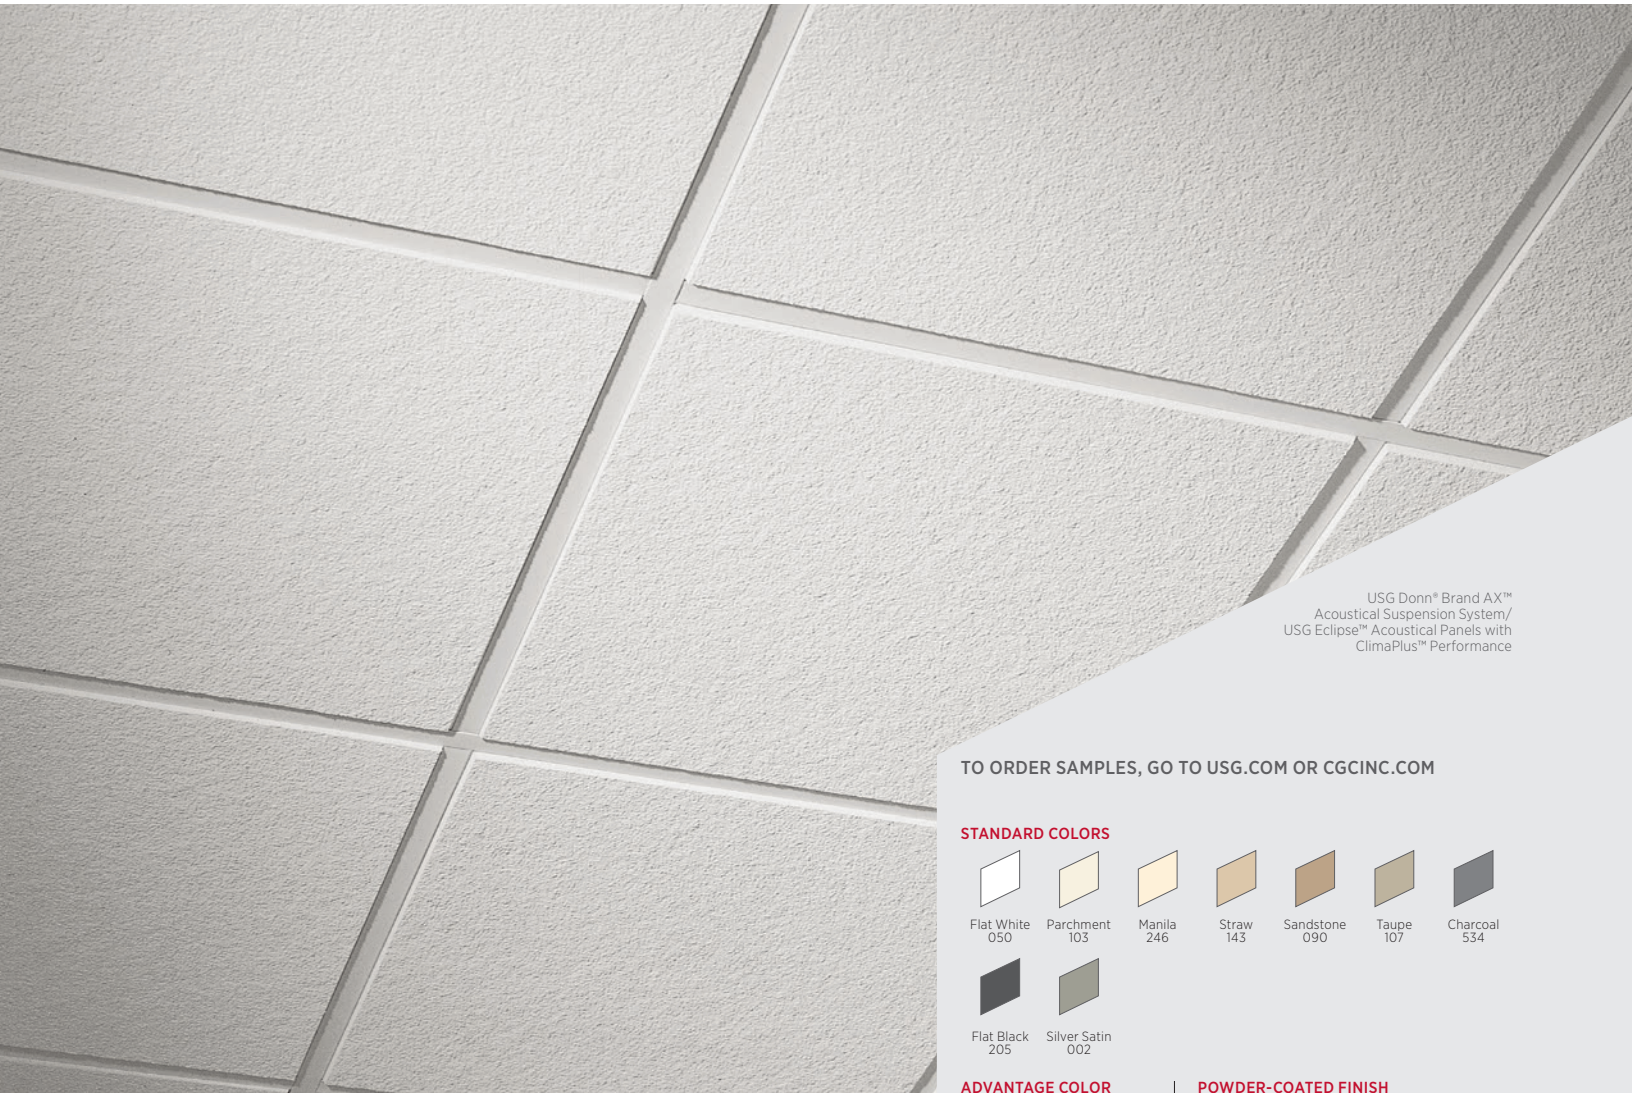 USG Donn® Brand AX™
Acoustical Suspension System/
USG Eclipse™ Acoustical Panels with
ClimaPlus™ Performance
TO ORDER SAMPLES, GO TO USG.COM OR CGCINC.COM
STANDARD COLORS
Flat White
050
Parchment
103
Manila
246
Straw
143
Sandstone
090
Taupe
107
Charcoal
534
Flat Black
205
Silver Satin
002
ADVANTAGE COLOR
POWDER-COATED FINISH